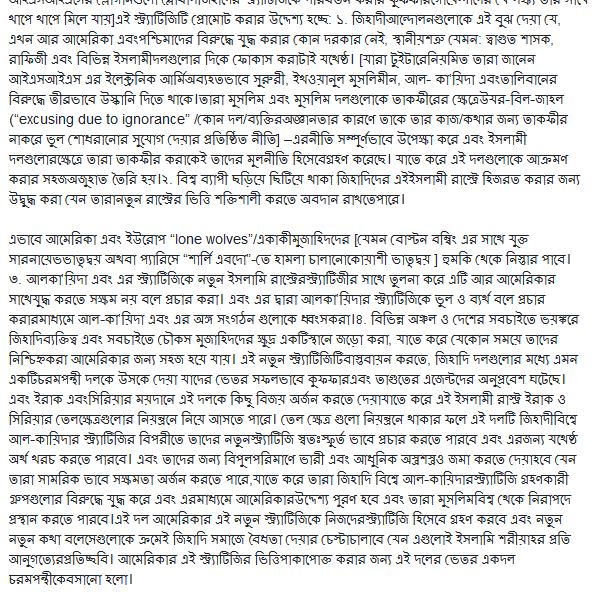 থাপে থাপে মিলে যায়]এই স্ট্র্যাটিজিটি প্রোমোট করার উদ্দেশ্য হচ্ছে: ১. জিহাদীআন্দোলনগুলোকে এই বুঝ দেয়া যে,
এখন আর আমেরিকা এবংপসচিমাদের বিরুদ্ধে যুদ্ধ করার কোন দরকার নেই, স্থানীয়শত্রু যেমন: ত্বাগুত শাসক,
রাফিজী এবং বিভিন্ন ইসলামীদলগুলোর দিকে ফোকাস করাটাই যথেষ্ঠ। [যারা টুইটারেনিয়মিত তারা জানেন
আইএসআইএস এর ইলেক্ট্রনিক আর্মিঅব্যহতভাবে সুরুরী, ইখওয়ানুল মুসলিমীন, আল- কা'য়িদা এবংতালিবানের
বিরুদ্ধে তীব্রভাবে উস্কানি দিতে থাকে।তারা মুসলিম এবং মুসলিম দলগুলোকে তাকফীরের স্ক্ষেত্রেউযর-বিল-জাহল
(“excusing due to ignorance” /কোন দল/ব্যক্তিরঅজ্ঞানতার কারণে তাকে তার কাজ/কথার জন্য তাকফীর
নাকরে ভুল শোধরানোর সুযোগ দেয়ার প্রতিষ্ঠিত নীতি] –এরনীতি সম্পূর্ণভাবে উপেস্কা করে এবং ইসলামী
দলগুলোরস্কেত্রে তারা তাকফীর করাকেই তাদের মূলনীতি হিসেবেগ্রহণ করেছে। যাতে করে এই দলগুলোকে আক্রমণ
করার সহজঅজুহাত তৈরি হয়।২. বিশ্ব ব্যাপী ছড়িয়ে ছিটিয়ে থাকা জিহাদিদের এইইসলামী রাস্ট্রে হিজরত করার জন্য
উদ্বুদ্ধ করা যেন তারানতুন রাস্ট্রের ভিত্তি শক্তিশালী করতে অবদান রাখতেপারে।
এভাবে আমেরিকা এবং ইউরোপ “lone wolves”/একাকীমুজাহিদদের [যেমন বোস্টন বম্বিং এর সাথে যুক্ত
সারনায়েভভাতৃদ্বয় অথবা প্যারিসে “শার্লি এবদো”-তে হামলা চালানোকোয়াশী ভাতৃদ্বয় ] হুমকি থেকে নিস্তার পাবে।
৩. আলকা'য়িদা এবং এর স্ট্র্যাটিজিকে নতুন ইসলামি রাস্ট্রেরস্ট্র্যাটিজীর সাথে তুলনা করে এটি আর আমেরিকার
সাথেযুদ্ধ করতে সস্কম নয় বলে প্রচার করা। এবং এর দ্বারা আলকা'য়িদার স্ট্র্যাটিজিকে ভুল ও ব্যর্থ বলে প্রচার
করারমাধ্যমে আল-কা'য়িদা এবং এর অঙ্গ সংগঠন গুলোকে ধ্বংসকরা।৪. বিভিন্ন অঞ্চল ও দেশের সবচাইতে ভয়ঙ্করে
জিহাদিব্যক্তিত্ব এবং সবচাইতে চৌকস মুজাহিদদের স্কুদ্র একটিস্থানে জড়ো করা, যাতে করে যেকোন সময়ে তাদের
নিশ্চিহ্নকরা আমেরিকার জন্য সহজ হয়ে যায়। এই নতুন স্ট্র্যাটিজিটিবাস্তবায়ন করতে, জিহাদি দলগুলোর মধ্যে এমন
একটিচরমপন্থী দলকে উসকে দেয়া যাদের ভেতর সফলভাবে কুফফারএবং তাগুতের এজেন্টদের অনুপ্রবেশ ঘটেছে।
এবং ইরাক এবংসিরিয়ার ময়দানে এই দলকে কিছু বিজয় অর্জন করতে দেয়াযাতে করে এই ইসলামী রাস্ট্র ইরাক ও
সিরিয়ার তেলস্কেত্রগুলোর নিয়ন্ত্রনে নিয়ে আসতে পারে। তেল স্কেত্র গুলো নিয়ন্ত্রনে থাকার ফলে এই দলটি জিহাদীবিশ্বে
আল-কায়িদার স্ট্র্যাটিজির বিপরীতে তাদের নতুনস্ট্র্যাটিজি স্বতঃস্ফূর্ত ভাবে প্রচার করতে পারবে এবং এরজন্য যথেষ্ঠ
অর্থ খরচ করতে পারবে। এবং তাদের জন্য বিপুলপরিমাণে ভারী এবং আধুনিক অস্ত্রশস্ত্রও জমা করতে দেয়াহবে যেন
তারা সামরিক ভাবে সস্কমতা অর্জন করতে পারে,যাতে করে তারা জিহাদি বিশ্বে আল-কায়িদারস্ট্র্যাটিজি গ্রহণকারী
গ্রুপগুলোর বিরুদ্ধে যুদ্ধ করে এবং এরমাধ্যমে আমেরিকারউদ্দেশ্য পুরণ হবে এবং তারা মুসলিমবিশ্ব থেকে নিরাপদে
প্রস্থান করতে পারবে।এই দল আমেরিকার এই নতুন স্ট্র্যাটিজিকে নিজদেরস্ট্র্যাটিজি হিসেবে গ্রহণ করবে এবং নতুন
নতুন কথা বলেসেগুলোকে ক্রমেই জিহাদি সমাজে বৈধতা দেয়ার চেস্টাচালাবে যেন এগুলোই ইসলামি শরীয়াহর প্রতি
আনুগত্যেরপ্রতিচ্ছবি। আমেরিকার এই স্ট্র্যাটিজির ভিত্তিপাকাপোক্ত করার জন্য এই দলের ভেতর একদল
চরমপন্থীকেবসানো হলো।